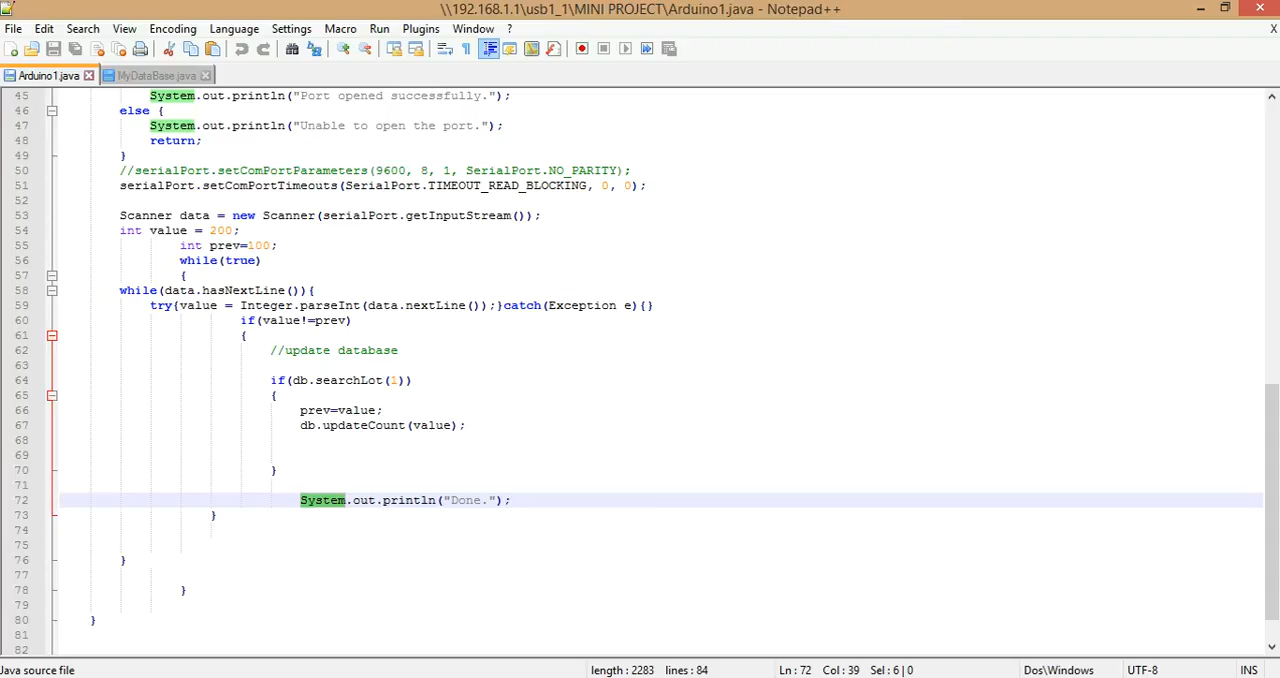 \\192.168.1.1\usb1_1\MINI PROJECT\Arduino1.java - Notepad++
File Edit Search View Encoding Language Settings Macro Run Plugins Window ? X
Arduino1.java MyDataBase.java
45 System.out.println("Port opened successfully.");
46 else {
47 System.out.println("Unable to open the port.");
48 return;
49 }
50 //serialPort.setComPortParameters(9600, 8, 1, SerialPort.NO_PARITY);
51 serialPort.setComPortTimeouts(SerialPort.TIMEOUT_READ_BLOCKING, 0, 0);
52
53 Scanner data = new Scanner(serialPort.getInputStream());
54 int value = 200;
55 int prev=100;
56 while(true)
57 {
58 while(data.hasNextLine()){
59 try{value = Integer.parseInt(data.nextLine());}catch(Exception e){}
60 if(value!=prev)
61 {
62 //update database
63
64 if(db.searchLot(1))
65 {
66 prev=value;
67 db.updateCount(value);
68
69
70 }
71
72 System.out.println("Done.");
73 }
74
75
76 }
77
78 }
79
80 }
81
82
Java source file length : 2283 lines : 84 Ln : 72 Col : 39 Sel : 6 | 0 Dos\Windows UTF-8 INS